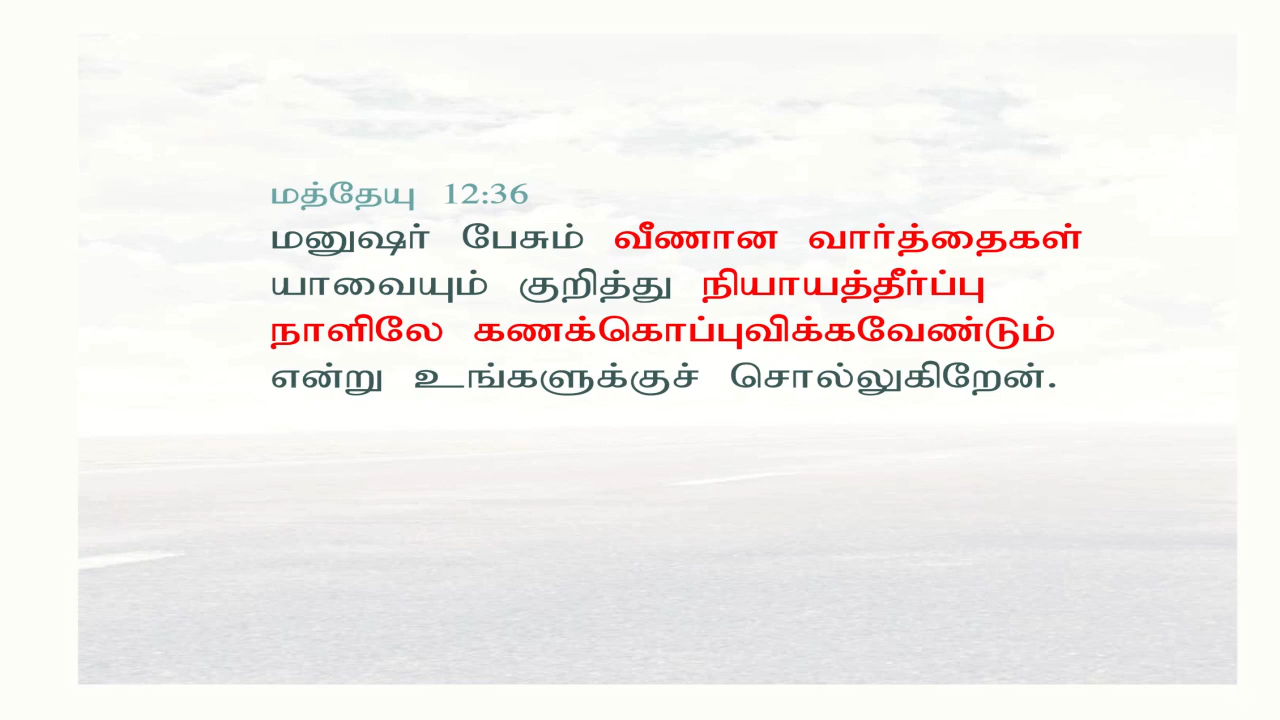 மத்தேயு 12:36
மனுஷர் பேசும் வீணான வார்த்தைகள்
யாவையும் குறித்து நியாயத்தீர்ப்பு
நாளிலே கணக்கொப்புவிக்கவேண்டும்
என்று உங்களுக்குச் சொல்லுகிறேன்.